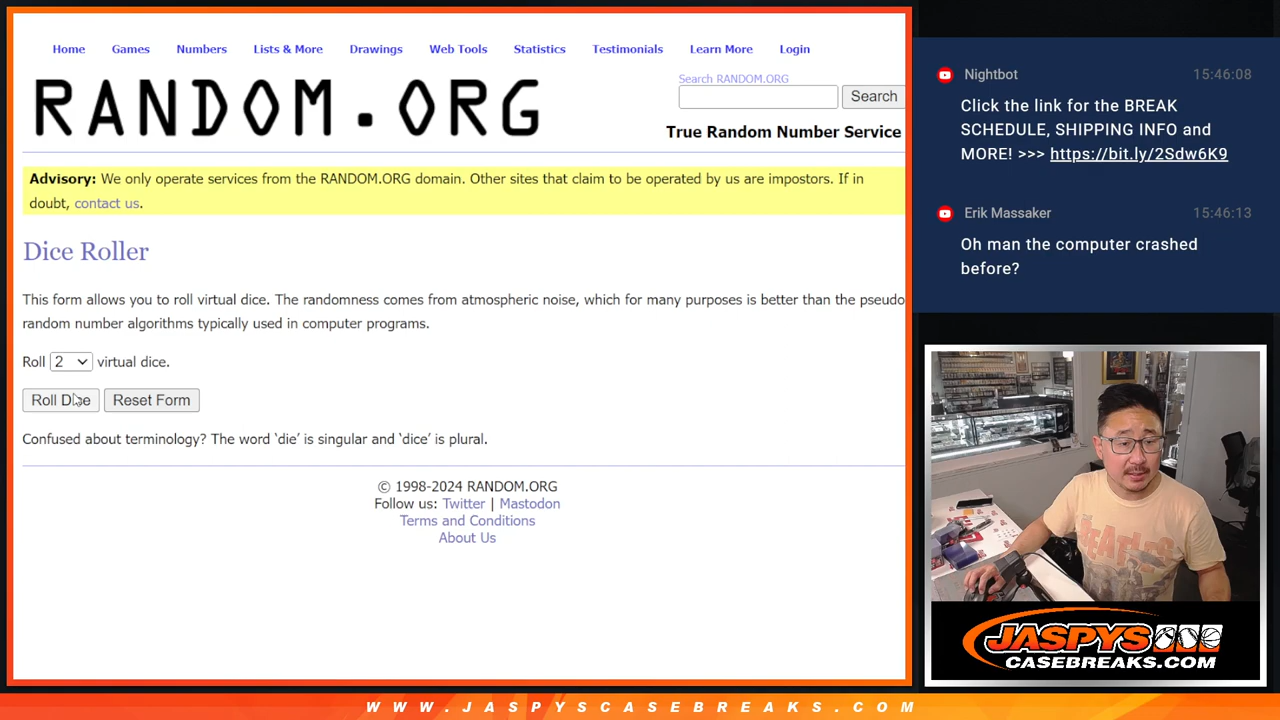 Home Games Numbers Lists & More Drawings Web Tools Statistics Testimonials Learn More Login
RANDOM.ORG
Search RANDOM.ORG
Search
True Random Number Service
Advisory: We only operate services from the RANDOM.ORG domain. Other sites that claim to be operated by us are impostors. If in
doubt, contact us.
Dice Roller
This form allows you to roll virtual dice. The randomness comes from atmospheric noise, which for many purposes is better than the pseudo
random number algorithms typically used in computer programs.
Roll 2 virtual dice.
Roll Dice Reset Form
Confused about terminology? The word ‘die’ is singular and ‘dice’ is plural.
© 1998-2024 RANDOM.ORG
Follow us: Twitter | Mastodon
Terms and Conditions
About Us
Nightbot 15:46:08
Click the link for the BREAK
SCHEDULE, SHIPPING INFO and
MORE! >>> https://bit.ly/2Sdw6K9
Erik Massaker 15:46:13
Oh man the computer crashed
before?
JASPYS
CASEBREAKS.COM
WWW.JASPYSCASEBREAKS.COM